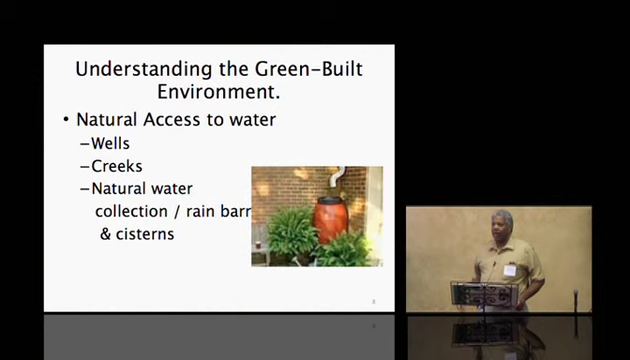 Understanding the Green-Built
Environment.
• Natural Access to water
–Wells
–Creeks
–Natural water
collection / rain barr
& cisterns